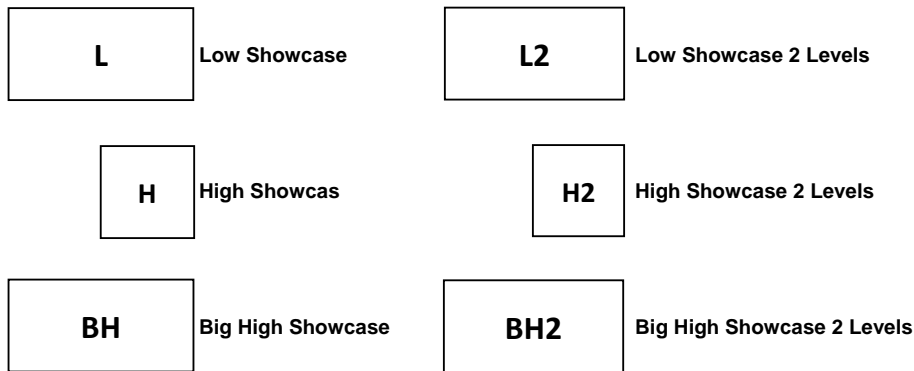 L Low Showcase
L2 Low Showcase 2 Levels
H High Showcas
H2 High Showcase 2 Levels
BH Big High Showcase
BH2 Big High Showcase 2 Levels